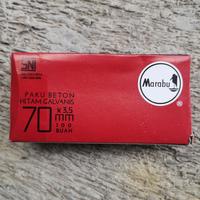 SNI
PAKU BETON
HITAM GALVANIS
70 x 3,5
mm
100
BUAH
Marabu
®